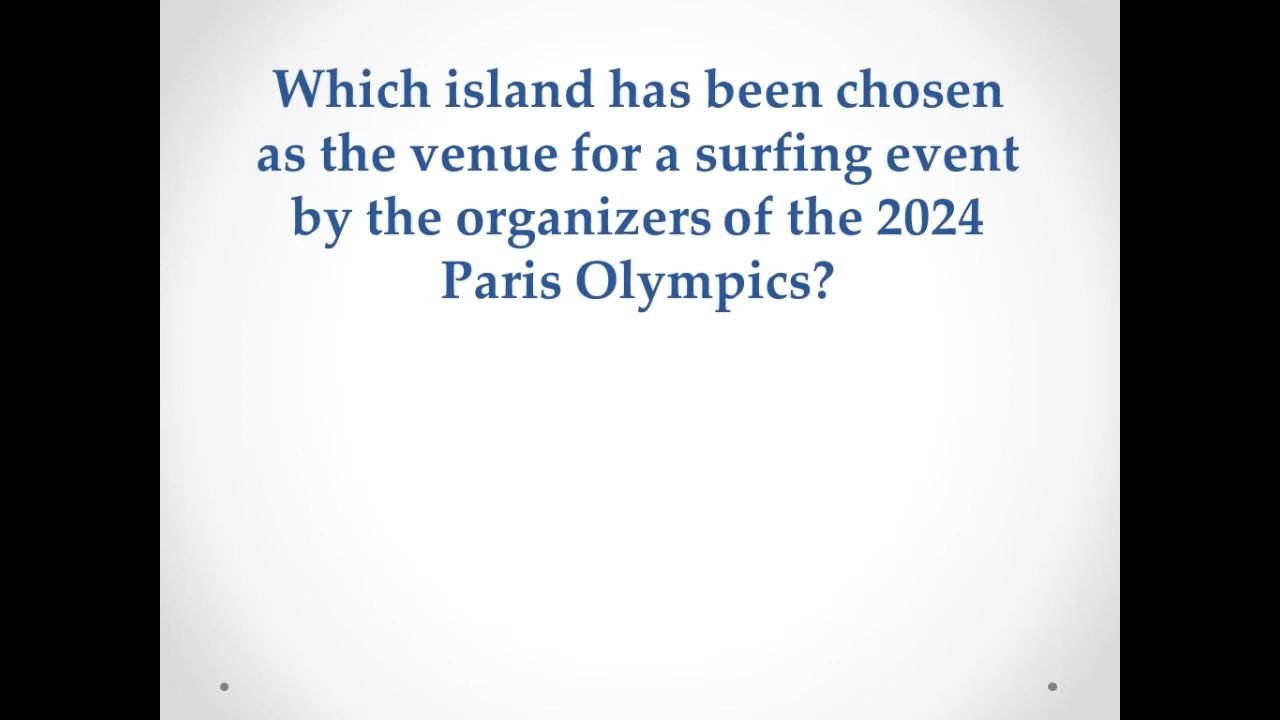 Which island has been chosen
as the venue for a surfing event
by the organizers of the 2024
Paris Olympics?